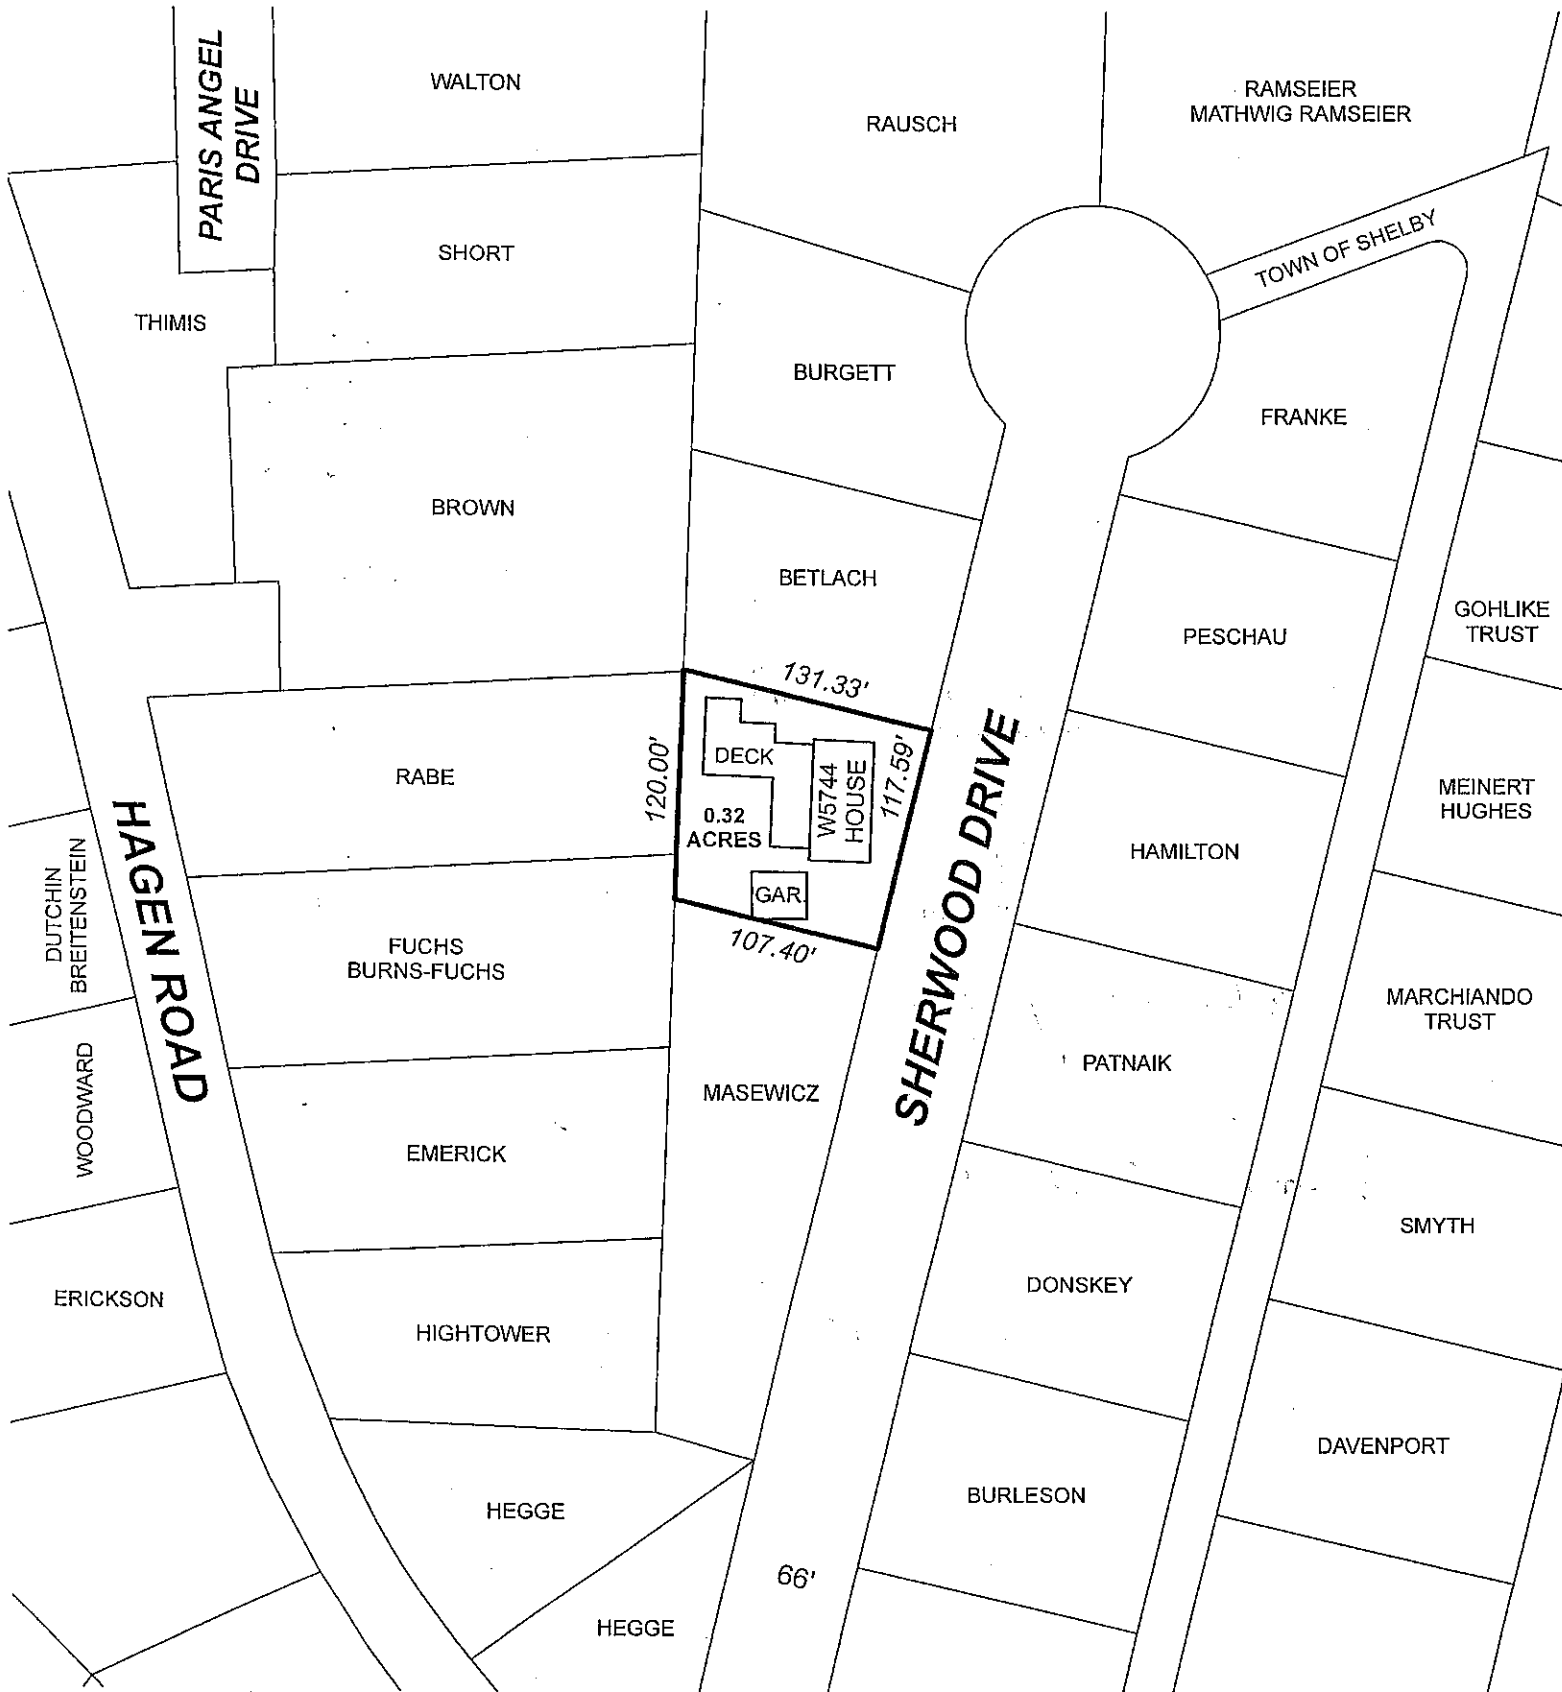 PARIS ANGEL
DRIVE
WALTON
RAUSCH
RAMSEIER
MATHWIG RAMSEIER
TOWN OF SHELBY
SHORT
THIMIS
BURGETT
FRANKE
BROWN
BETLACH
PESCHAU
GOHLIKE
TRUST
131.33'
120.00'
117.59'
107.40'
DECK
W5744
HOUSE
0.32
ACRES
GAR.
RABE
HAGEN ROAD
SHERWOOD DRIVE
MEINERT
HUGHES
HAMILTON
DUTCHIN
BREITENSTEIN
FUCHS
BURNS-FUCHS
MARCHIANDO
TRUST
WOODWARD
MASEWICZ
PATNAIK
EMERICK
SMYTH
ERICKSON
DONSKEY
HIGHTOWER
DAVENPORT
HEGGE
BURLESON
66'
HEGGE